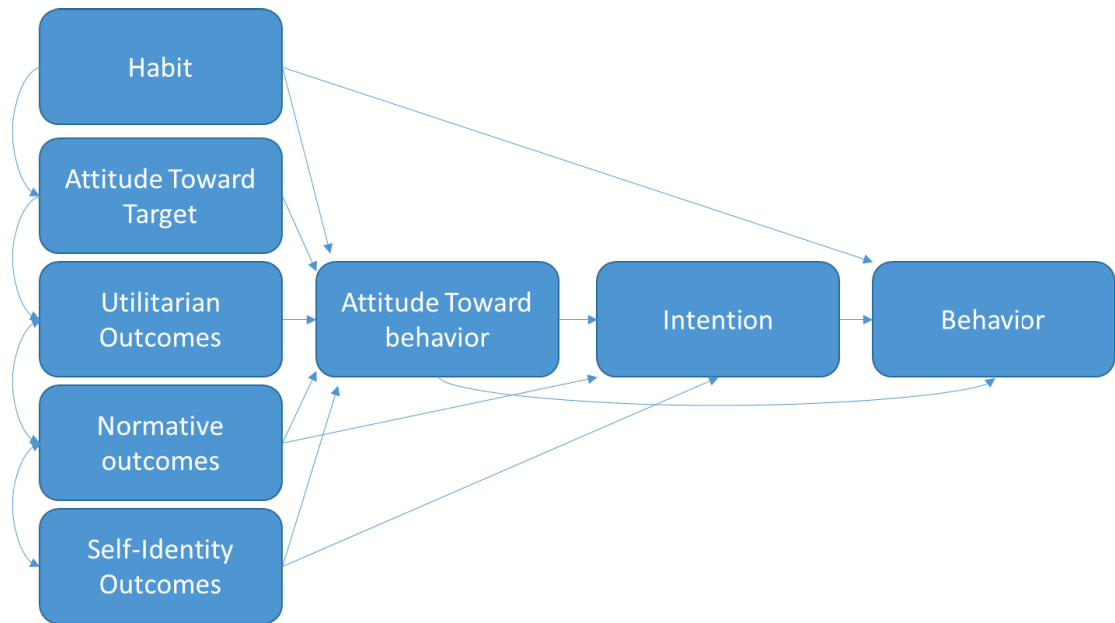 Habit
Attitude Toward
Target
Utilitarian
Outcomes
Attitude Toward
behavior
Intention
Behavior
Normative
outcomes
Self-Identity
Outcomes